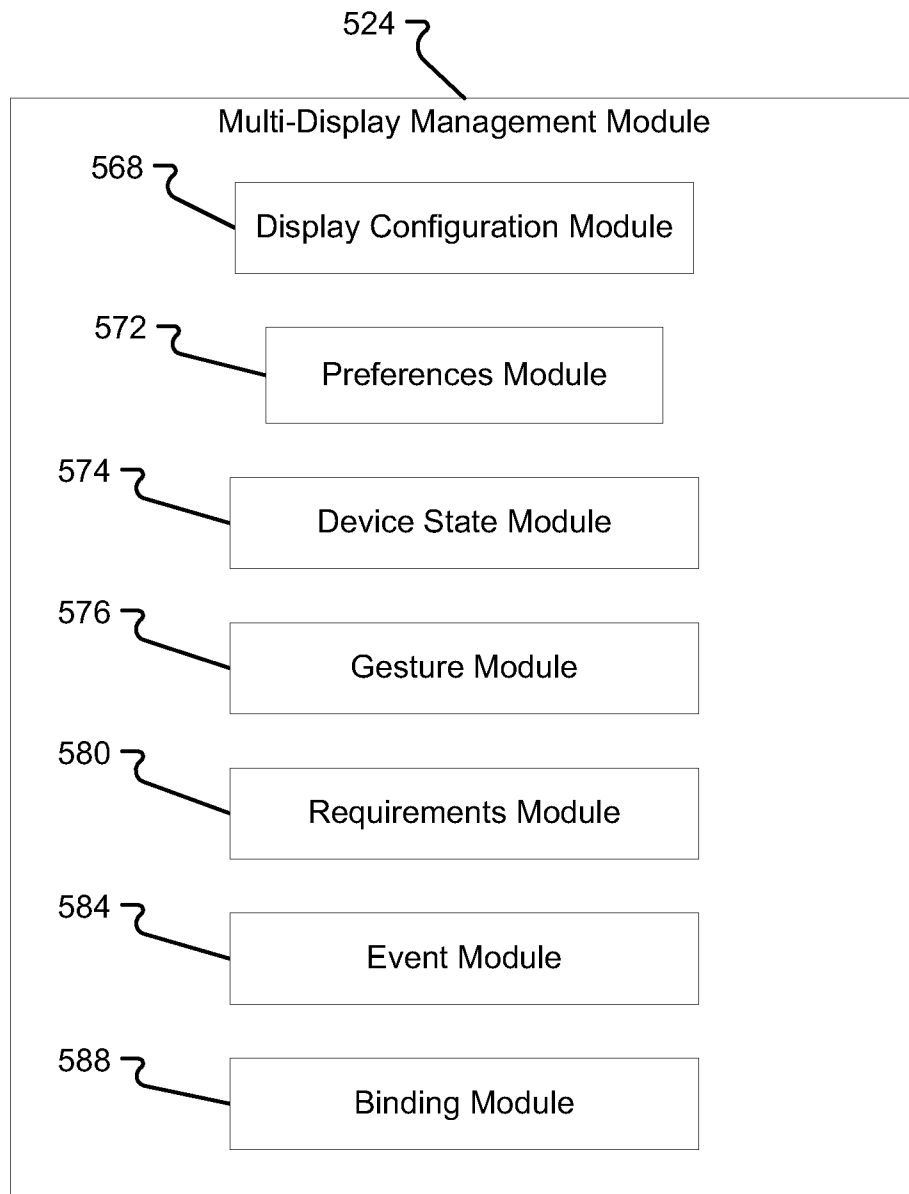 524
Multi-Display Management Module
568
Display Configuration Module
572
Preferences Module
574
Device State Module
576
Gesture Module
580
Requirements Module
584
Event Module
588
Binding Module